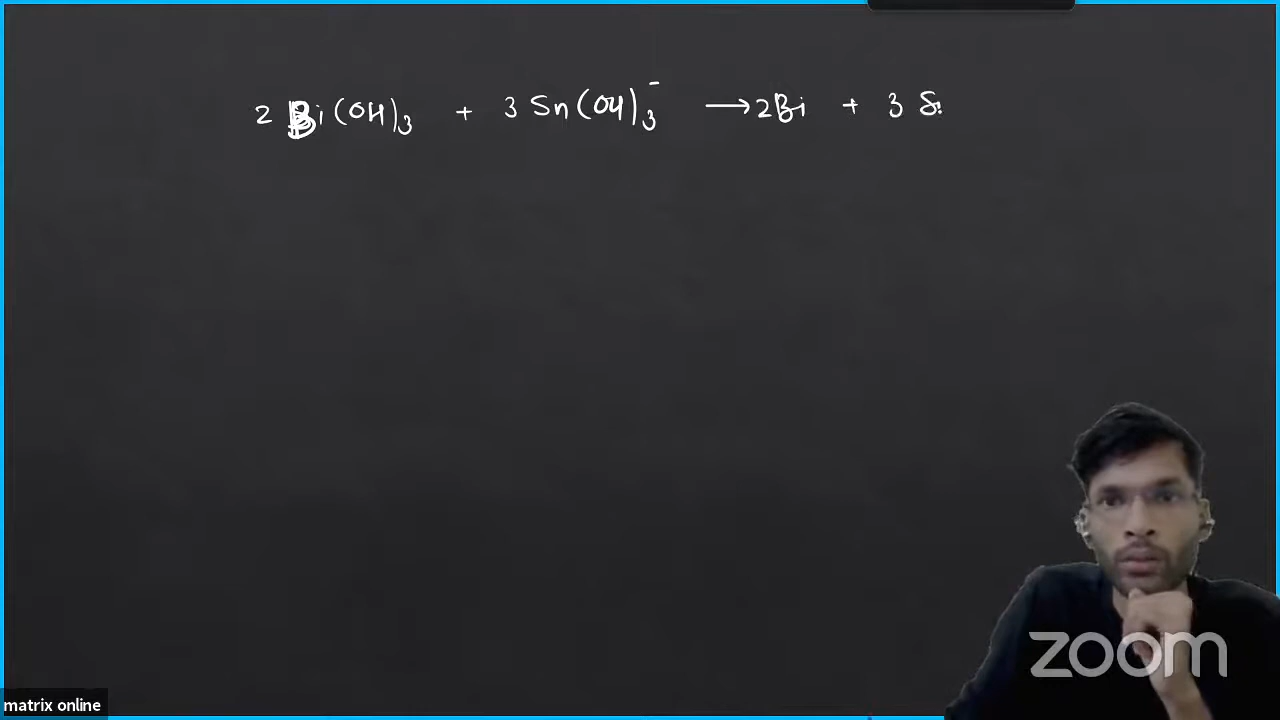 2 Bi(OH)₃ + 3 Sn(OH)₃⁻ ⟶ 2Bi + 3 S
zoom
matrix online